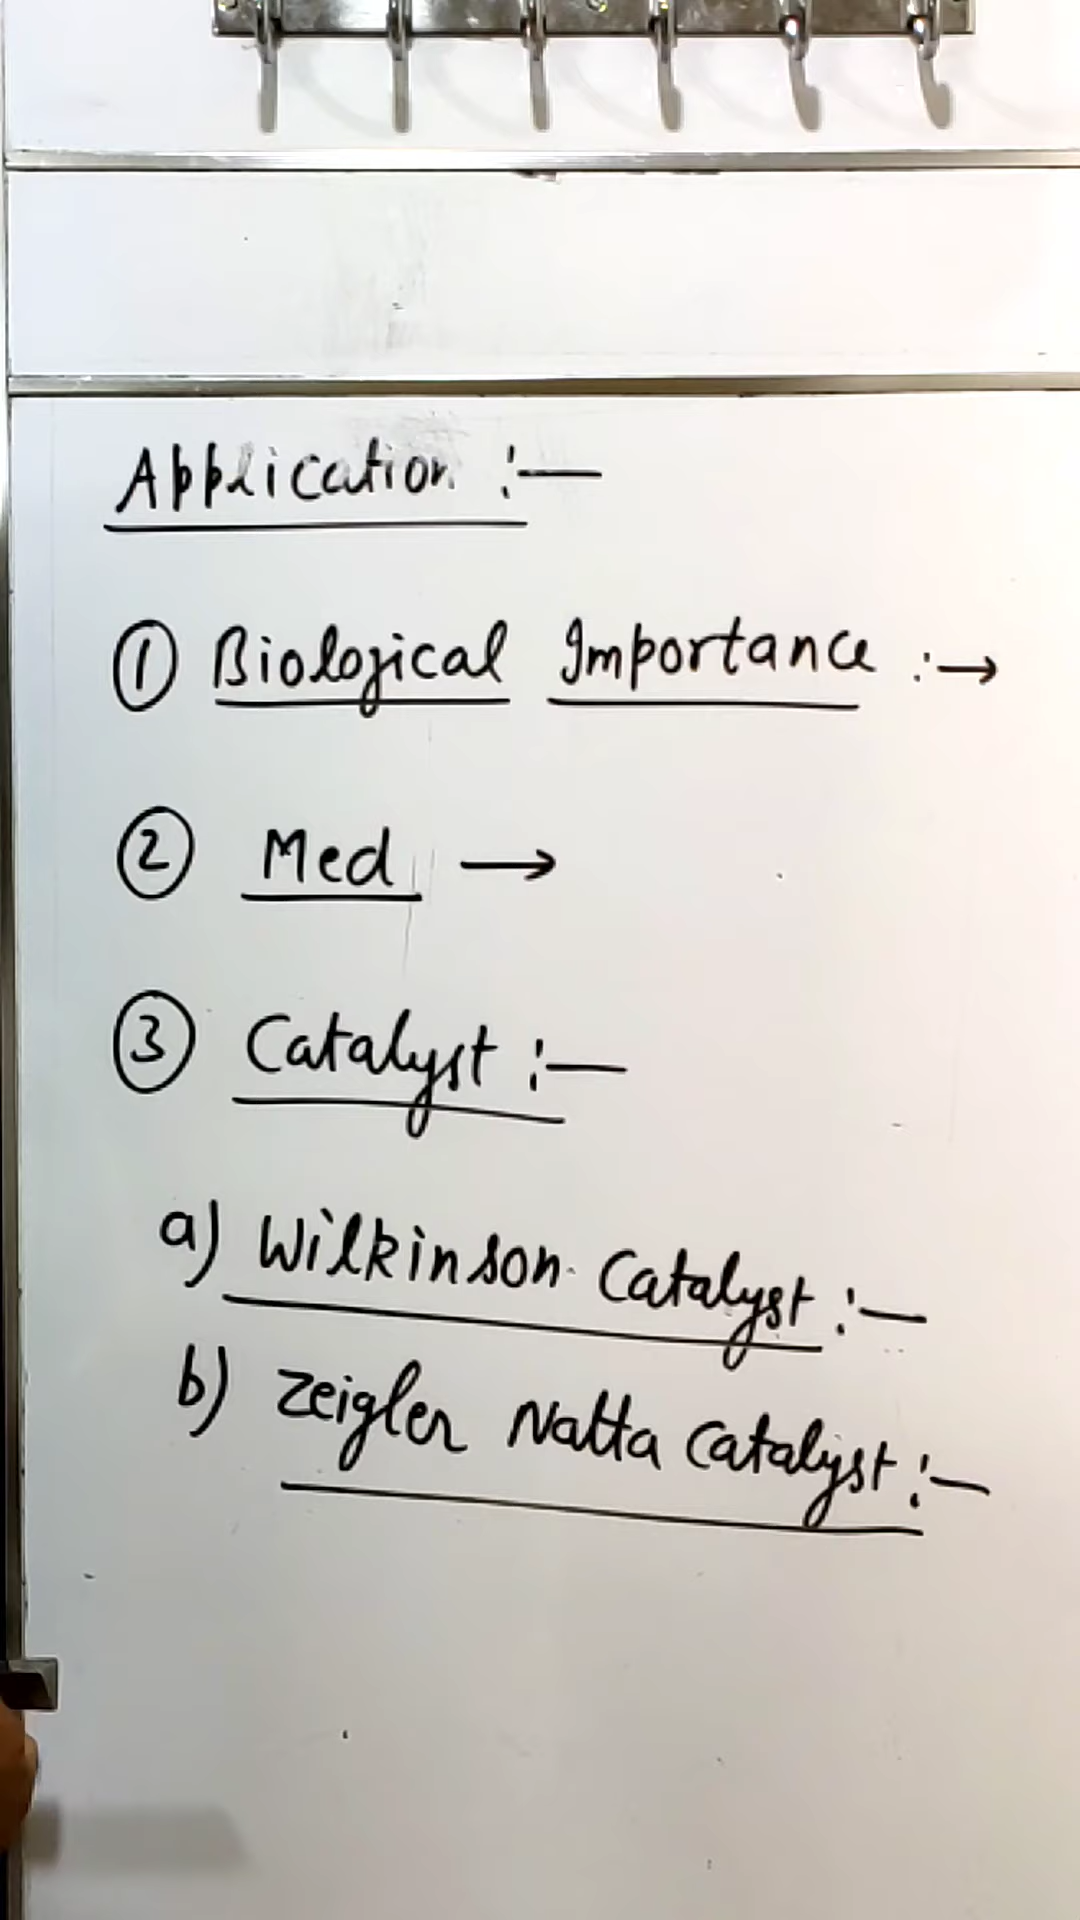 Application :—
① Biological Importance :→
② Med →
③ Catalyst :—
a) Wilkinson Catalyst :—
b) Zeigler Natta Catalyst :—